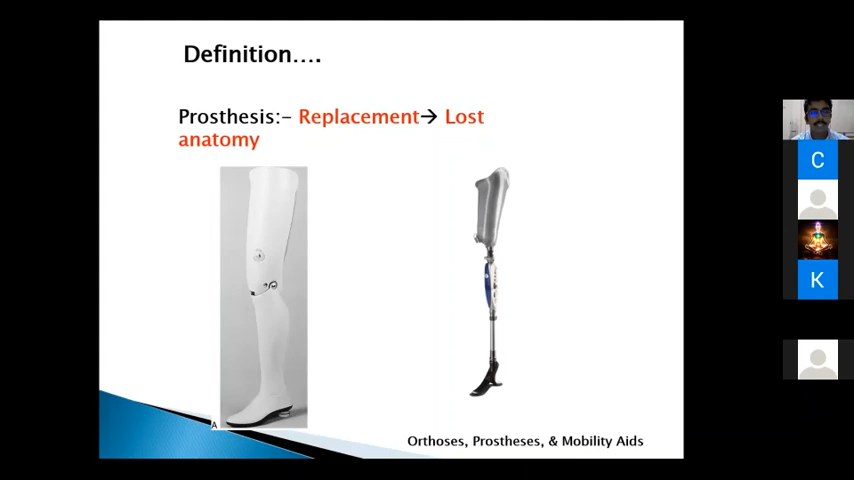 Definition....
Prosthesis:- Replacement→ Lost
anatomy
A
Orthoses, Prostheses, & Mobility Aids
C
K